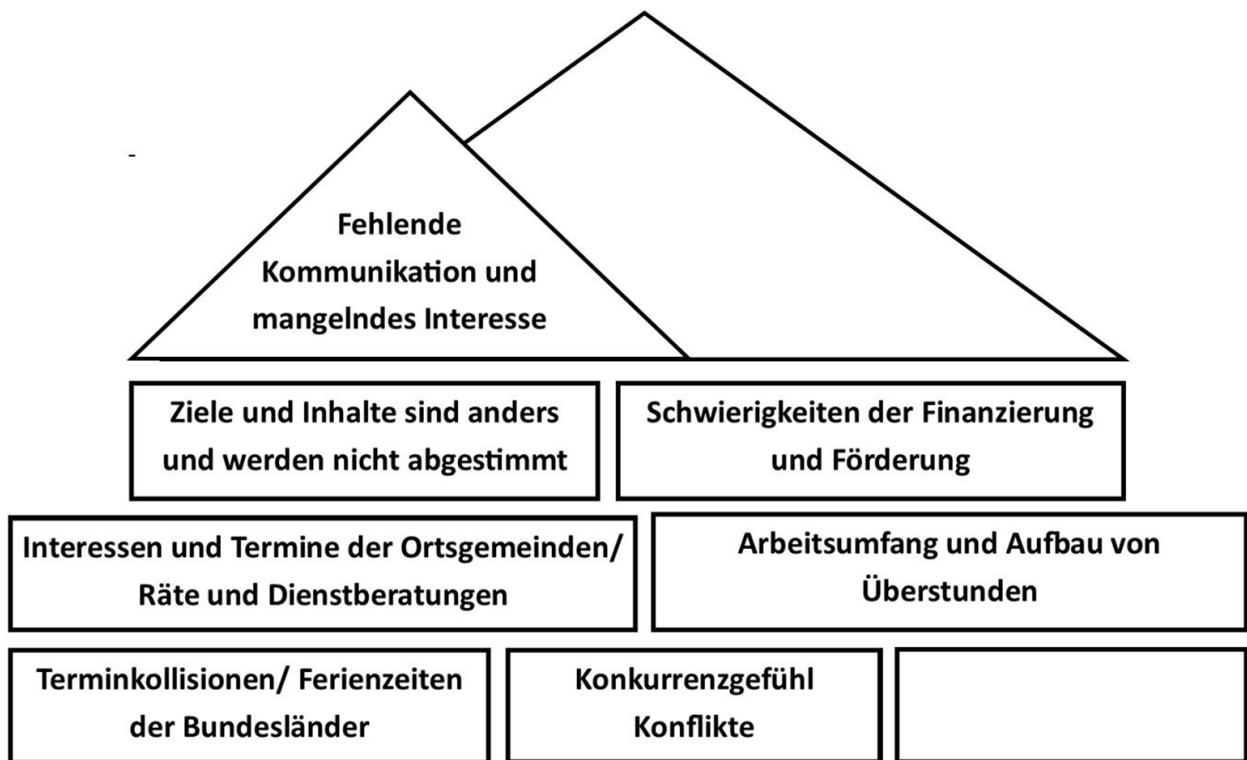 -
Fehlende
Kommunikation und
mangelndes Interesse
Ziele und Inhalte sind anders
und werden nicht abgestimmt
Schwierigkeiten der Finanzierung
und Förderung
Interessen und Termine der Ortsgemeinden/
Räte und Dienstberatungen
Arbeitsumfang und Aufbau von
Überstunden
Terminkollisionen/ Ferienzeiten
der Bundesländer
Konkurrenzgefühl
Konflikte